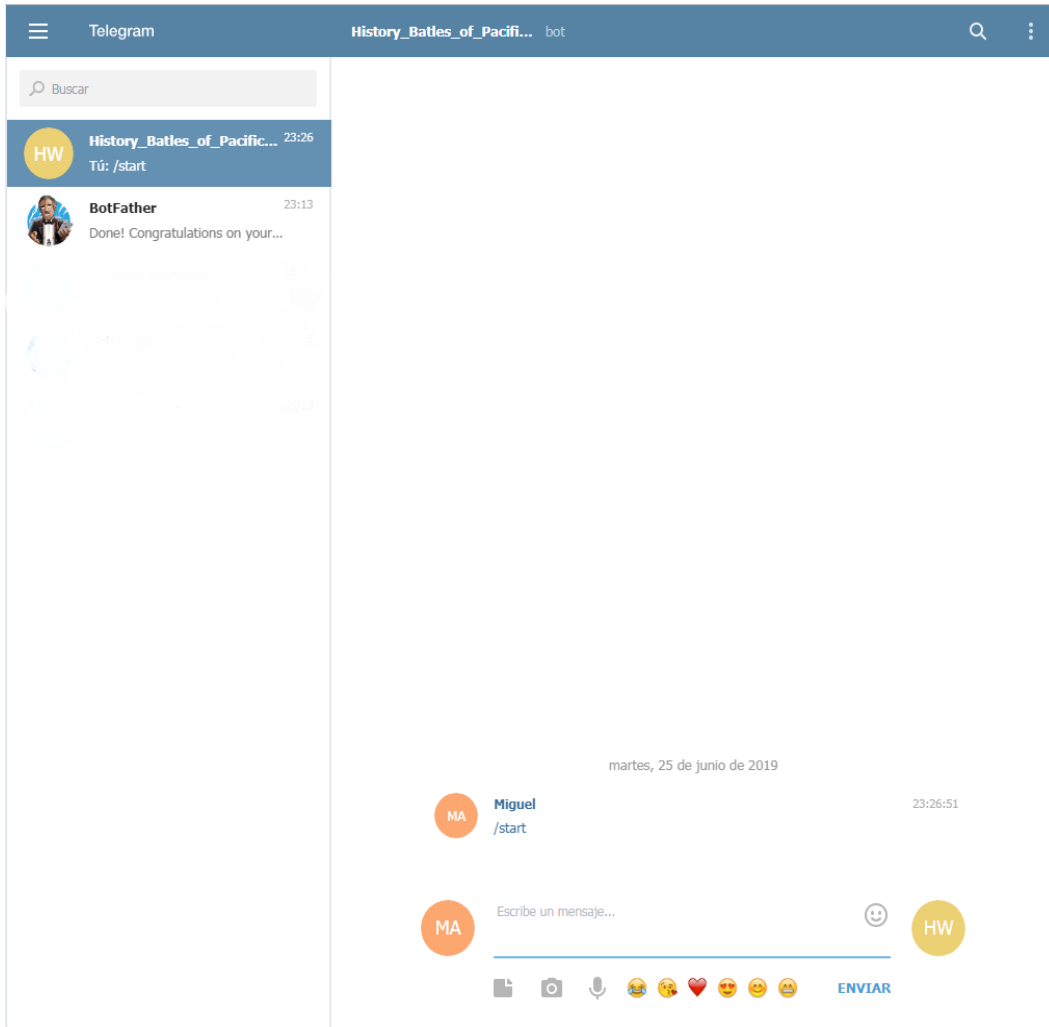 Telegram
History_Batles_of_Pacifi... bot
Buscar
HW
History_Batles_of_Pacific... 23:26
Tú: /start
BotFather 23:13
Done! Congratulations on your...
martes, 25 de junio de 2019
MA
Miguel 23:26:51
/start
MA
Escribe un mensaje...
HW
ENVIAR